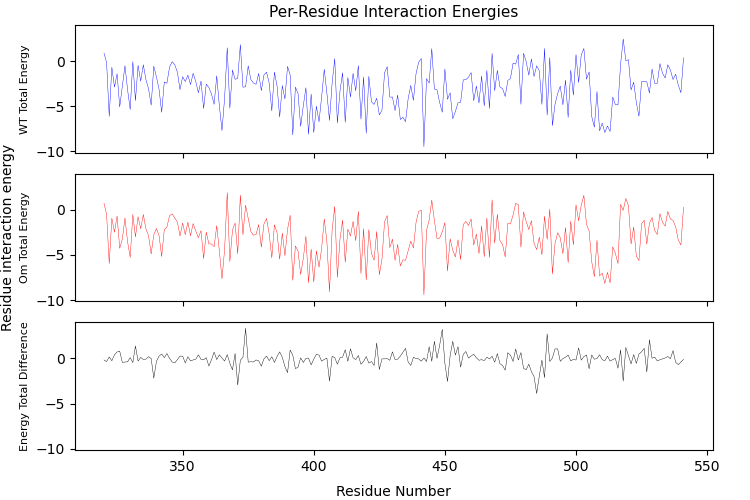 Per-Residue Interaction Energies
Residue interaction energy
WT Total Energy
0
−5
−10
Om Total Energy
0
−5
−10
Energy Total Difference
0
−5
−10
350 400 450 500 550
Residue Number